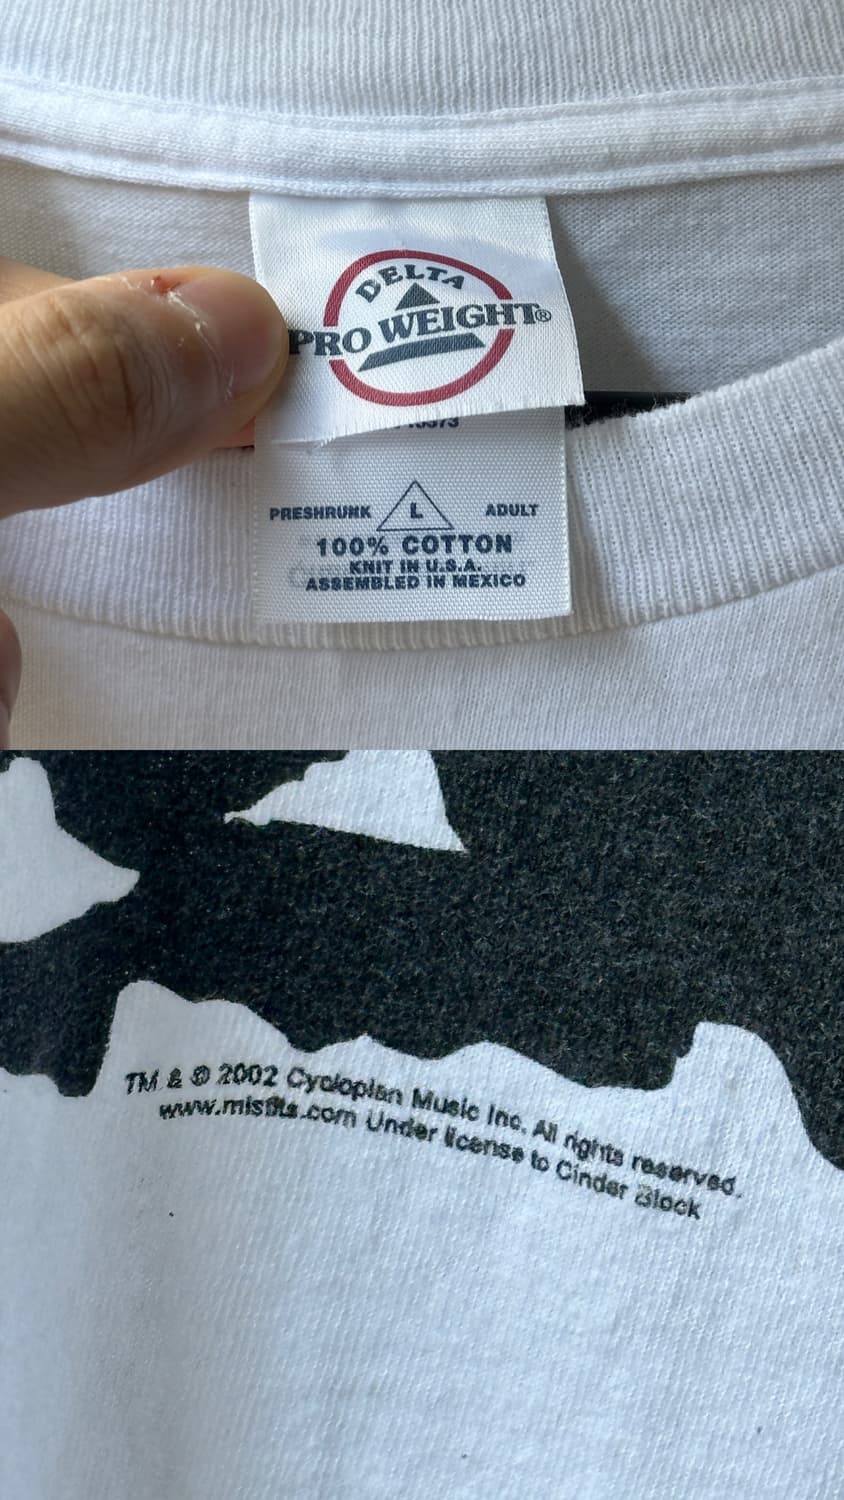 DELTA
PRO WEIGHT®
PRESHRUNK L ADULT
100% COTTON
KNIT IN U.S.A.
ASSEMBLED IN MEXICO
TM & © 2002 Cyclopian Music Inc. All rights reserved.
www.misfits.com Under license to Cinder Block